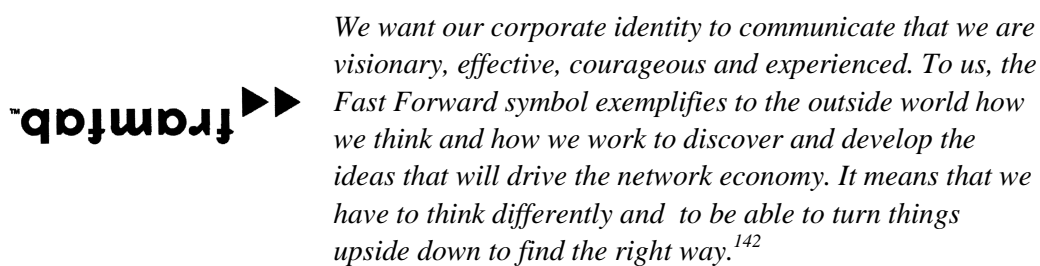 framfab™
We want our corporate identity to communicate that we are
visionary, effective, courageous and experienced. To us, the
Fast Forward symbol exemplifies to the outside world how
we think and how we work to discover and develop the
ideas that will drive the network economy. It means that we
have to think differently and  to be able to turn things
upside down to find the right way.142